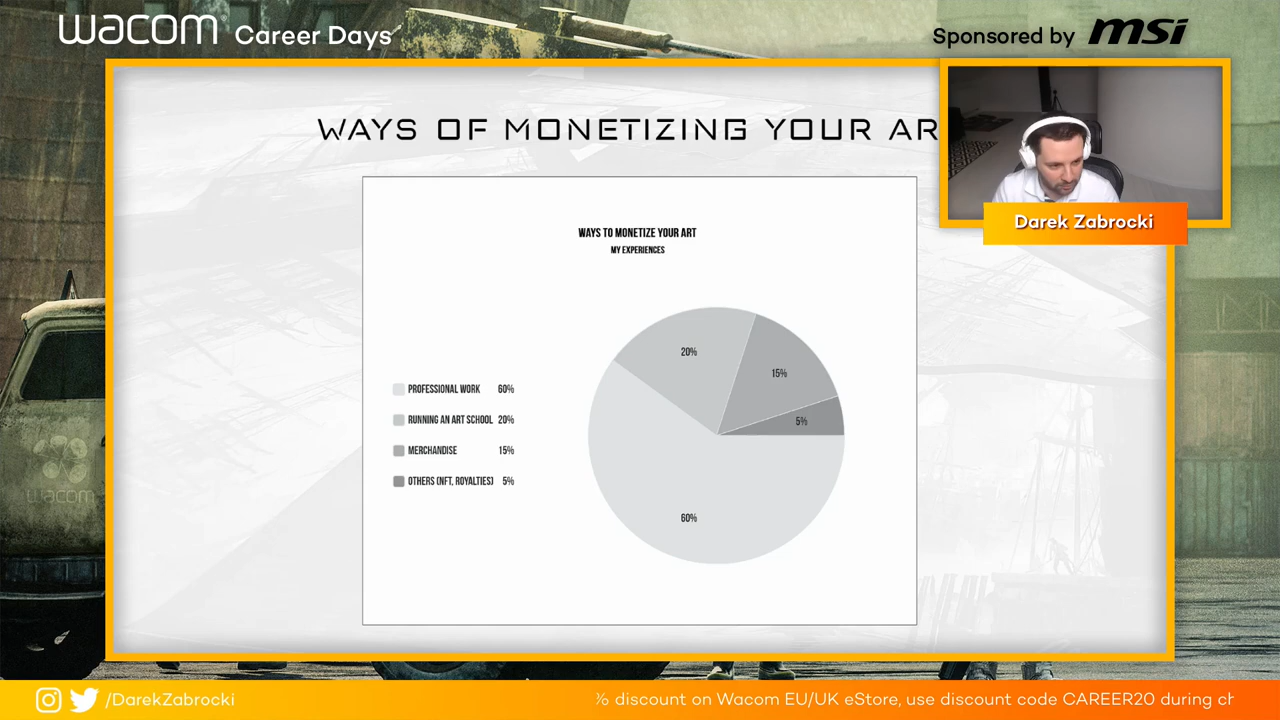 wacom Career Days
Sponsored by msi
WAYS OF MONETIZING YOUR AR
Darek Zabrocki
WAYS TO MONETIZE YOUR ART
MY EXPERIENCES
PROFESSIONAL WORK 60%
RUNNING AN ART SCHOOL 20%
MERCHANDISE 15%
OTHERS (NFT, ROYALTIES) 5%
20%
15%
5%
60%
wacom
/DarekZabrocki
% discount on Wacom EU/UK eStore, use discount code CAREER20 during ch